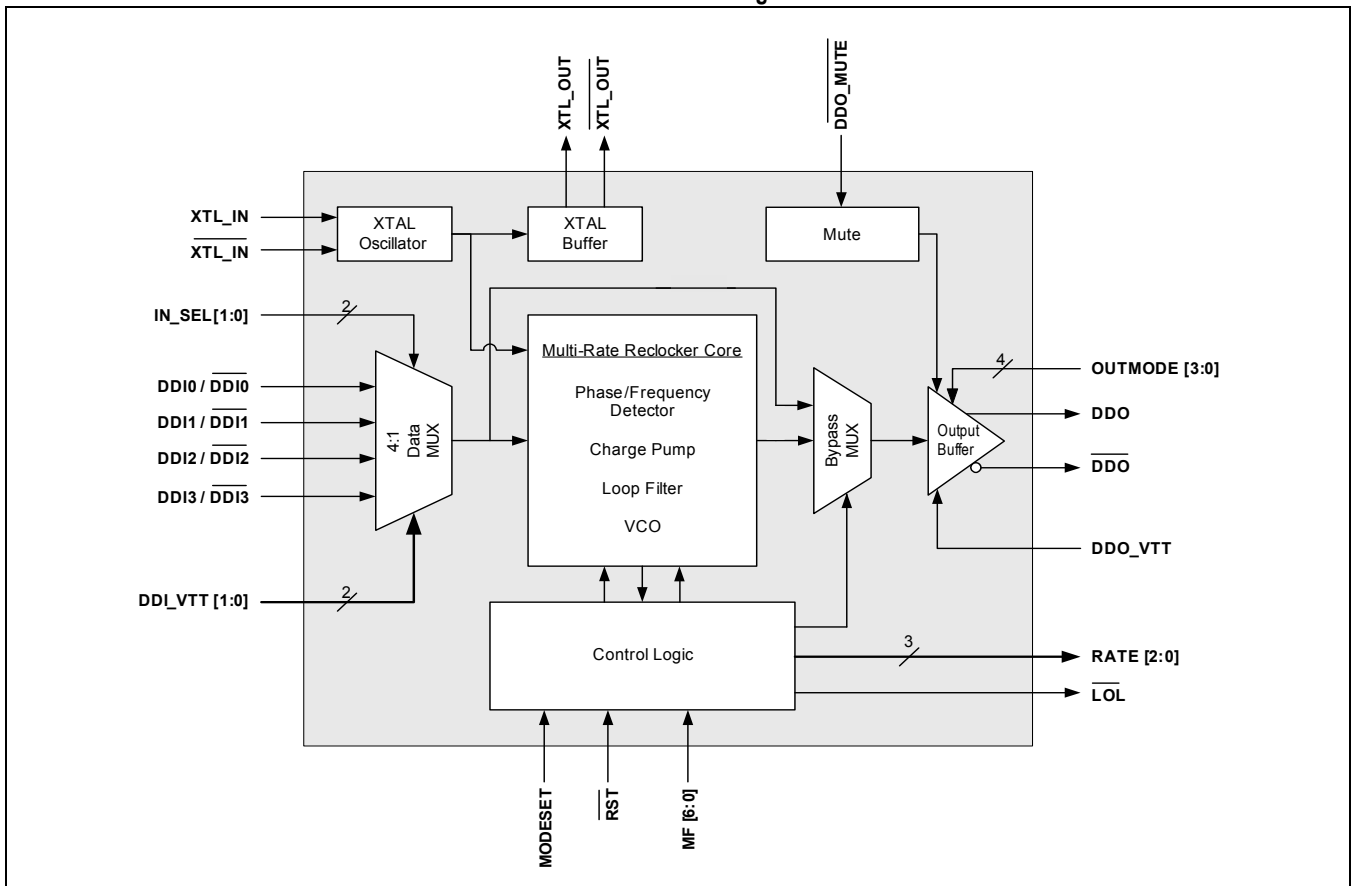 XTL_OUT
XTL_OUT
DDO_MUTE
XTL_IN
XTL_IN
XTAL
Oscillator
XTAL
Buffer
Mute
IN_SEL[1:0]
2
DDI0 / DDI0
DDI1 / DDI1
DDI2 / DDI2
DDI3 / DDI3
4:1
Data
MUX
DDI_VTT [1:0]
2
Multi-Rate Reclocker Core
Phase/Frequency
Detector
Charge Pump
Loop Filter
VCO
Bypass
MUX
Output
Buffer
4
OUTMODE [3:0]
DDO
DDO
DDO_VTT
Control Logic
3
RATE [2:0]
LOL
MODESET
RST
MF [6:0]